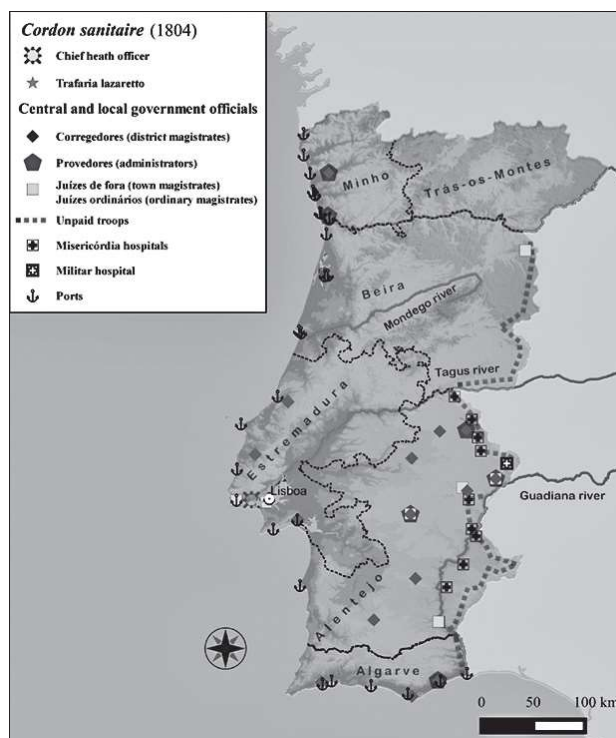 Cordon sanitaire (1804)
Chief heath officer
Trafaria lazaretto
Central and local government officials
Corregedores (district magistrates)
Provedores (administrators)
Juízes de fora (town magistrates)
Juízes ordinários (ordinary magistrates)
Unpaid troops
Misericórdia hospitals
Militar hospital
Ports
Minho
Trás-os-Montes
Beira
Mondego river
Tagus river
Estremadura
Lisboa
Guadiana river
Alentejo
Algarve
0 50 100 km